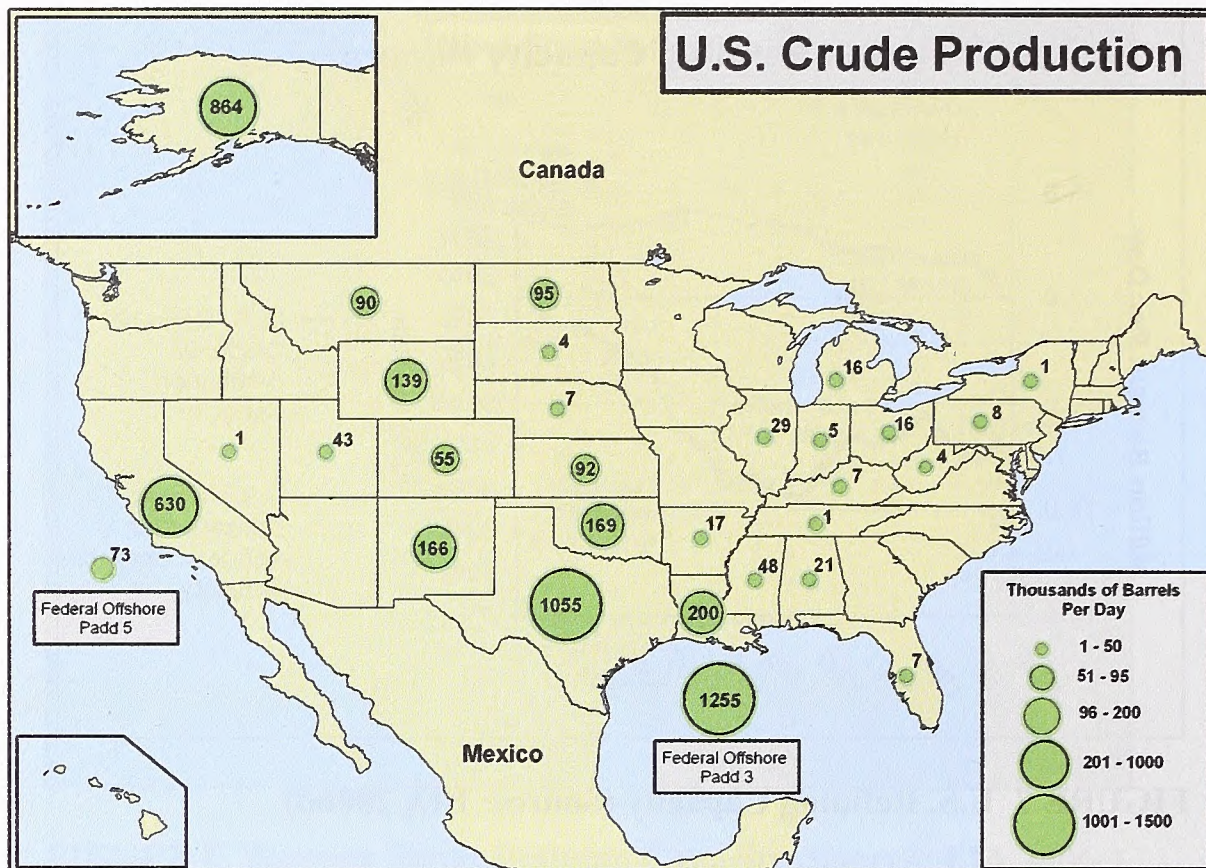 U.S. Crude Production
864
Canada
90
95
4
139
7
16
1
1
43
55
92
29
5
16
8
4
7
630
166
169
17
1
73
Federal Offshore
Padd 5
1055
200
48
21
7
1255
Federal Offshore
Padd 3
Mexico
Thousands of Barrels
Per Day
1 - 50
51 - 95
96 - 200
201 - 1000
1001 - 1500